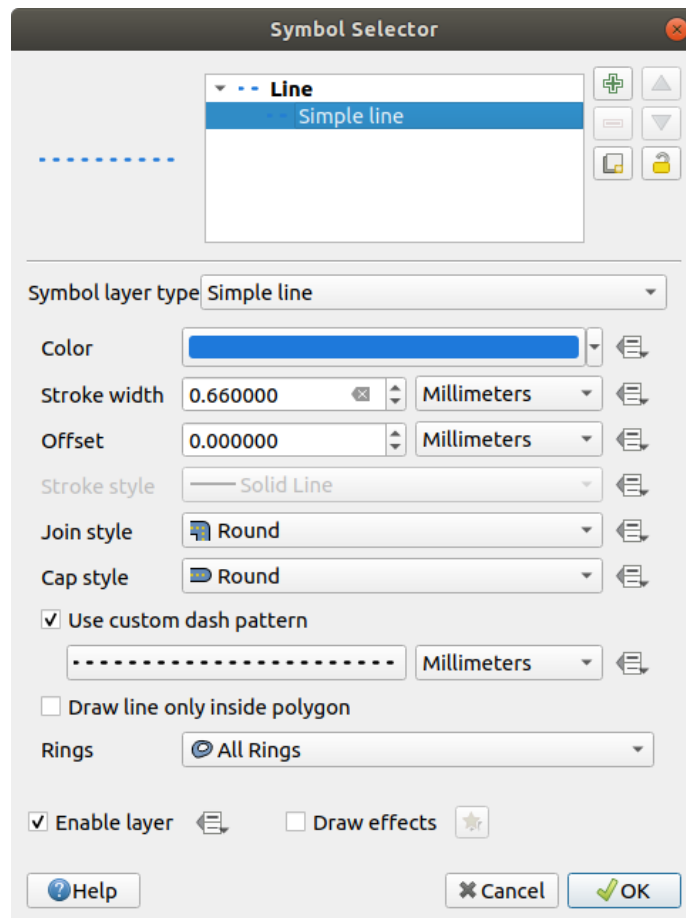 Symbol Selector
Line
Simple line
Symbol layer type Simple line
Color
Stroke width 0.660000 Millimeters
Offset 0.000000 Millimeters
Stroke style Solid Line
Join style Round
Cap style Round
Use custom dash pattern
Millimeters
Draw line only inside polygon
Rings All Rings
Enable layer Draw effects
Help Cancel OK